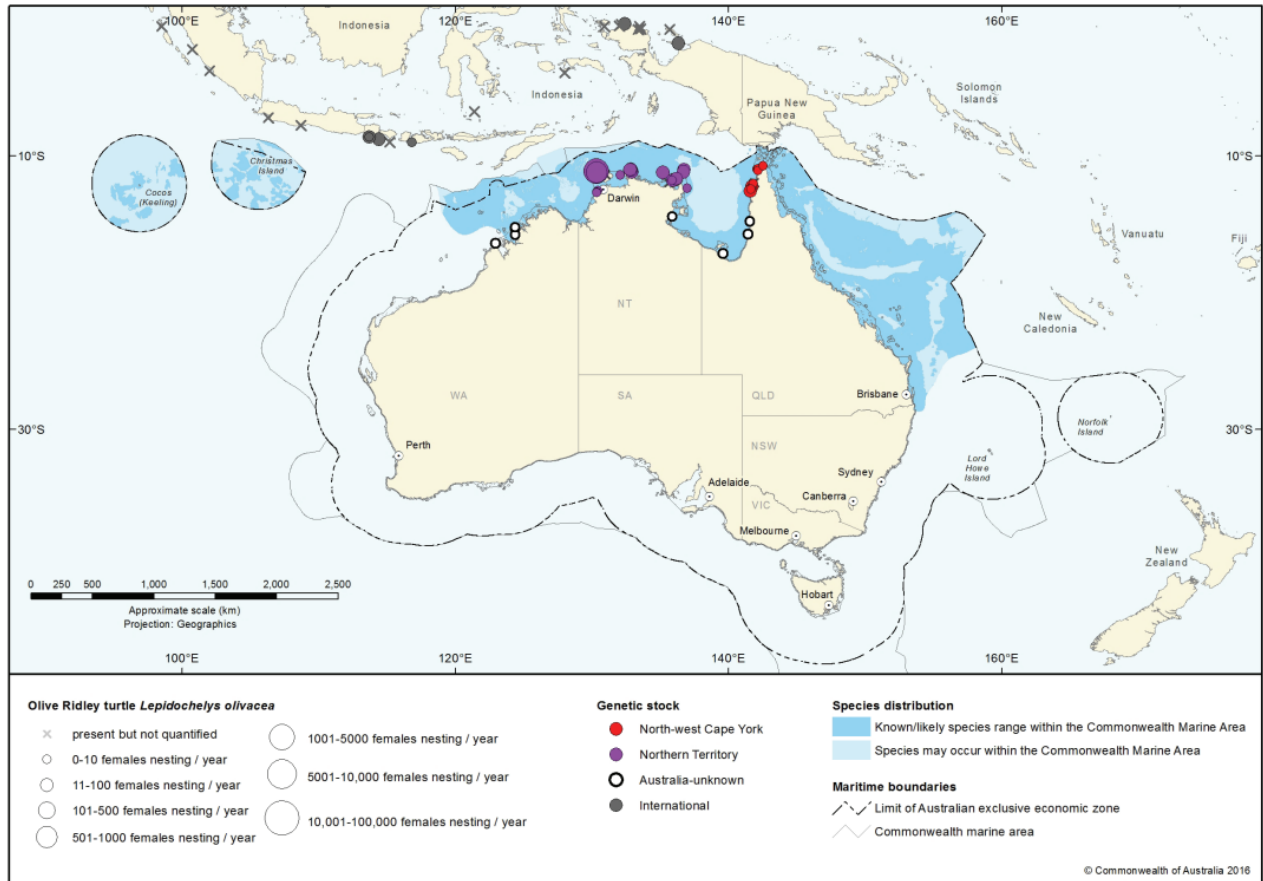 100°E
120°E
140°E
160°E
Indonesia
Indonesia
Papua New
Guinea
Solomon
Islands
10°S
10°S
Christmas
Island
Cocos
(Keeling)
Darwin
Vanuatu
Fiji
NT
New
Caledonia
WA
SA
QLD
Brisbane
Norfolk
Island
30°S
30°S
Perth
NSW
Lord
Howe
Island
Adelaide
Sydney
Canberra
VIC
Melbourne
New
Zealand
Hobart
0 250 500 1,000 1,500 2,000 2,500
Approximate scale (km)
Projection: Geographics
100°E
120°E
140°E
160°E
Olive Ridley turtle Lepidochelys olivacea
present but not quantified
0-10 females nesting / year
11-100 females nesting / year
101-500 females nesting / year
501-1000 females nesting / year
1001-5000 females nesting / year
5001-10,000 females nesting / year
10,001-100,000 females nesting / year
Genetic stock
North-west Cape York
Northern Territory
Australia-unknown
International
Species distribution
Known/likely species range within the Commonwealth Marine Area
Species may occur within the Commonwealth Marine Area
Maritime boundaries
Limit of Australian exclusive economic zone
Commonwealth marine area
© Commonwealth of Australia 2016